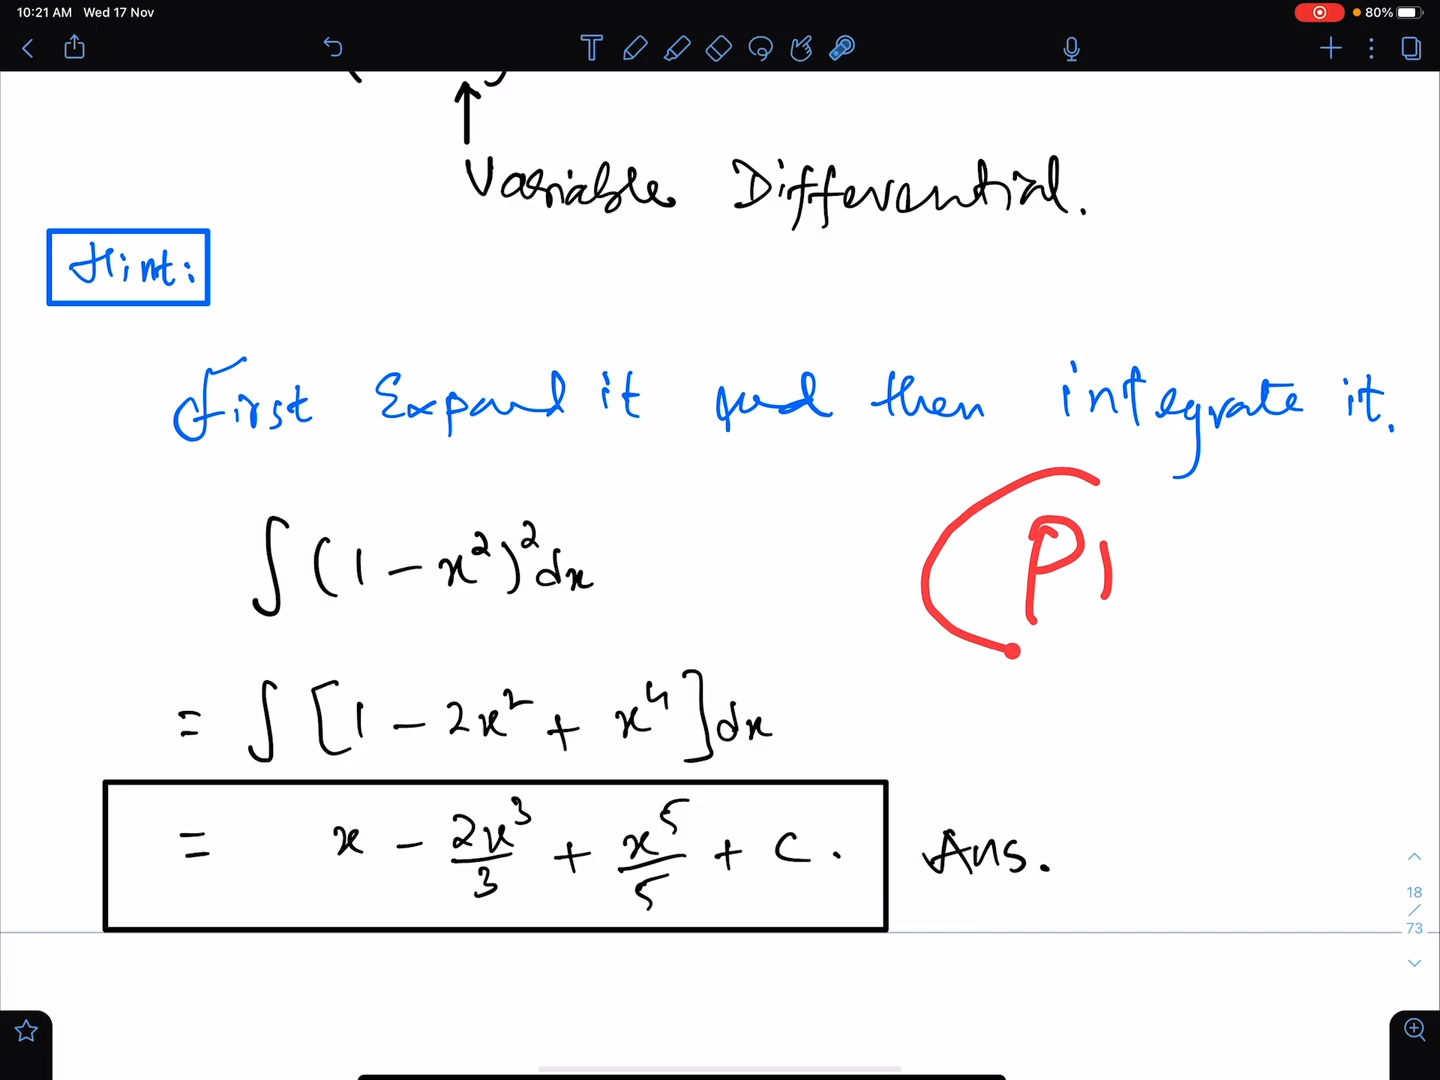 10:21 AM Wed 17 Nov 80%
Variable Differential.
Hint:
First Expand it and then integrate it.
∫(1 − x²)² dx
P1
= ∫[1 − 2x² + x⁴] dx
= x − 2x³/3 + x⁵/5 + C. Ans.
18
/
73